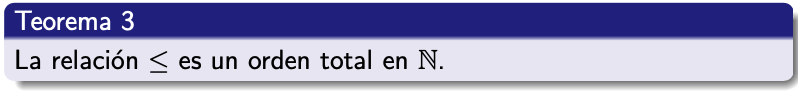 Teorema 3
La relación ≤ es un orden total en ℕ.